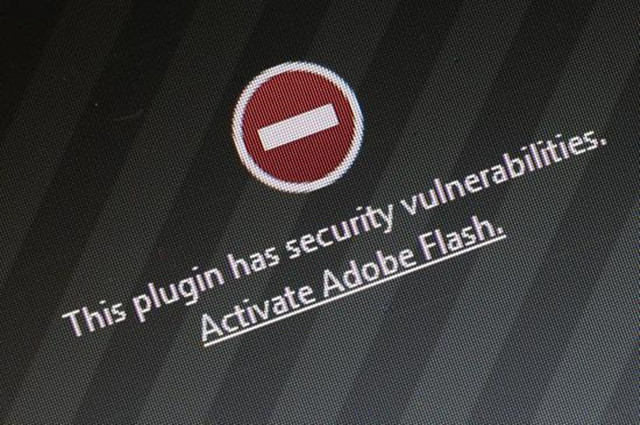 This plugin has security vulnerabilities.
Activate Adobe Flash.